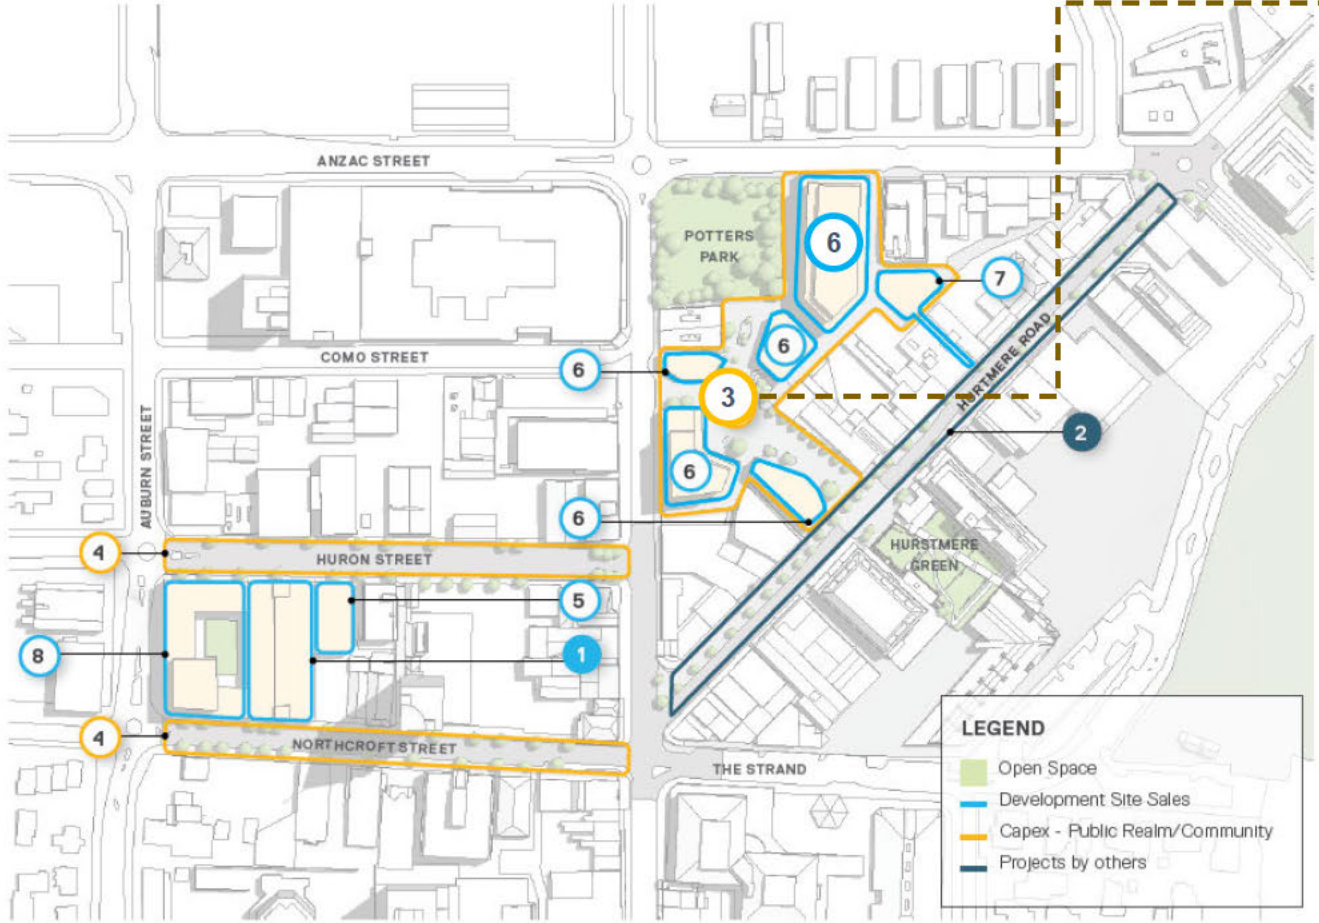 ANZAC STREET
POTTERS
PARK
6
7
6
COMO STREET
6
3
HURTMERE ROAD
2
AUBURN STREET
6
6
HURSTMERE
GREEN
4
HURON STREET
5
8
1
4
NORTHCROFT STREET
THE STRAND
LEGEND
Open Space
Development Site Sales
Capex - Public Realm/Community
Projects by others